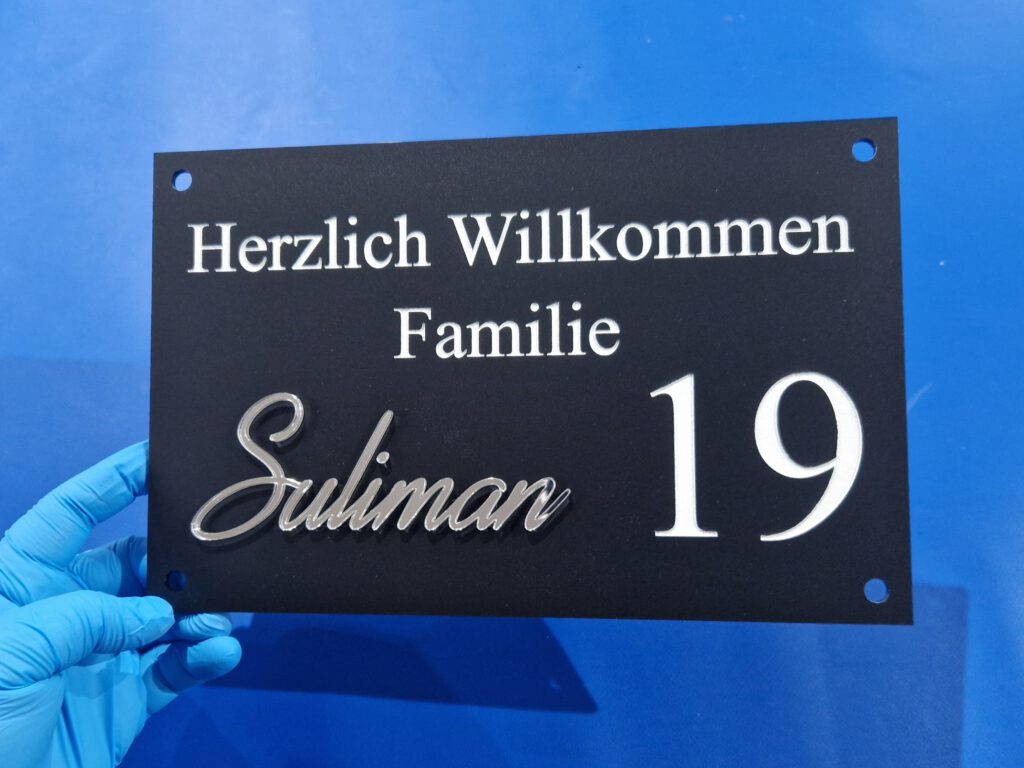 Herzlich Willkommen
Familie
Suliman 19